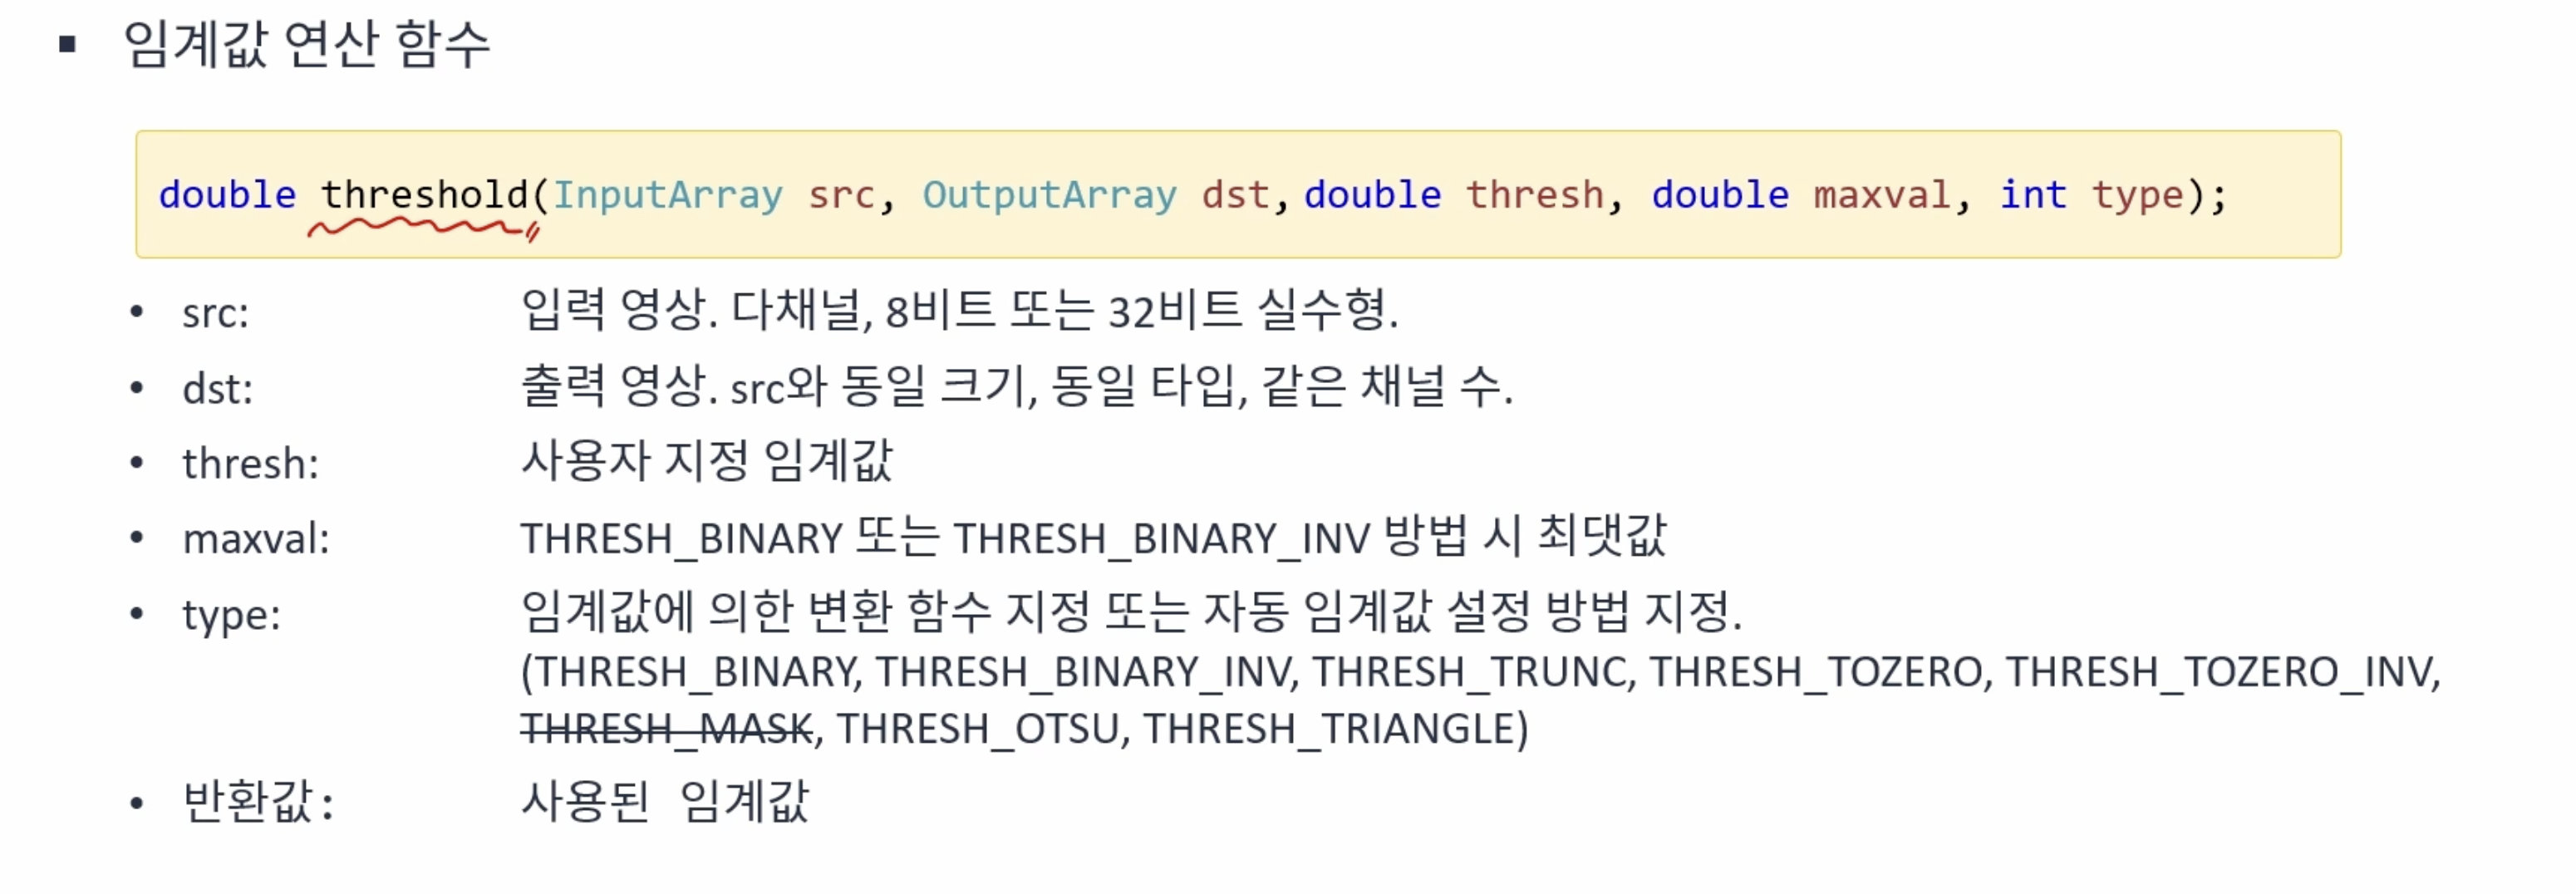 ▪ 임계값 연산 함수
double threshold(InputArray src, OutputArray dst, double thresh, double maxval, int type);
• src: 입력 영상. 다채널, 8비트 또는 32비트 실수형.
• dst: 출력 영상. src와 동일 크기, 동일 타입, 같은 채널 수.
• thresh: 사용자 지정 임계값
• maxval: THRESH_BINARY 또는 THRESH_BINARY_INV 방법 시 최댓값
• type: 임계값에 의한 변환 함수 지정 또는 자동 임계값 설정 방법 지정.
(THRESH_BINARY, THRESH_BINARY_INV, THRESH_TRUNC, THRESH_TOZERO, THRESH_TOZERO_INV,
THRESH_MASK, THRESH_OTSU, THRESH_TRIANGLE)
• 반환값: 사용된 임계값